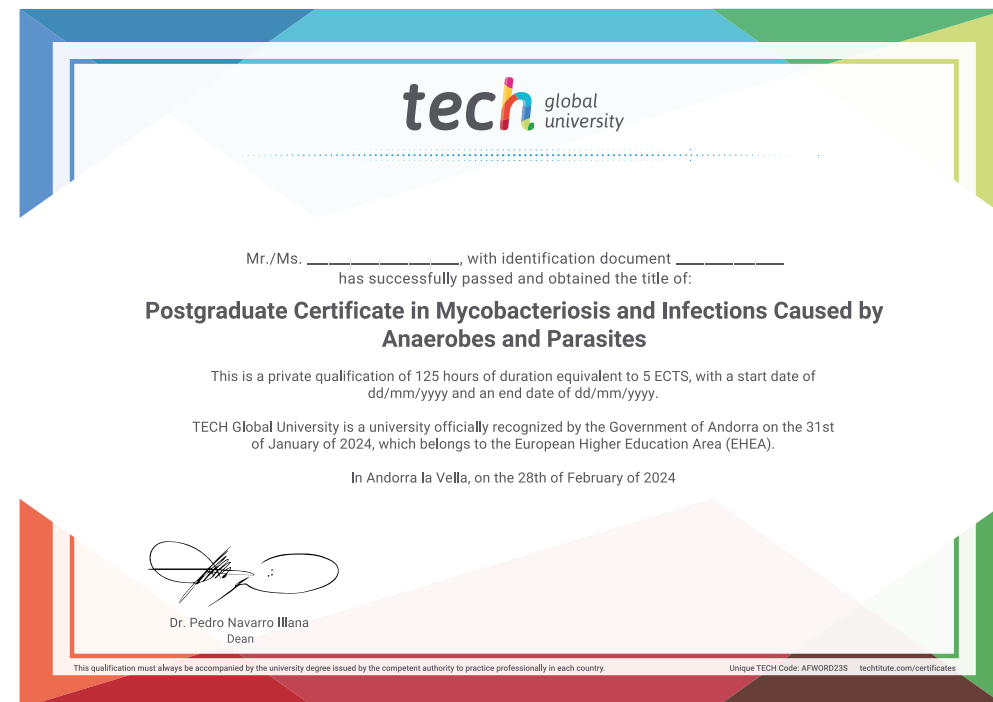 tech global
university
Mr./Ms. ____________________, with identification document ______________
has successfully passed and obtained the title of:
Postgraduate Certificate in Mycobacteriosis and Infections Caused by
Anaerobes and Parasites
This is a private qualification of 125 hours of duration equivalent to 5 ECTS, with a start date of
dd/mm/yyyy and an end date of dd/mm/yyyy.
TECH Global University is a university officially recognized by the Government of Andorra on the 31st
of January of 2024, which belongs to the European Higher Education Area (EHEA).
In Andorra la Vella, on the 28th of February of 2024
Dr. Pedro Navarro Illana
Dean
This qualification must always be accompanied by the university degree issued by the competent authority to practice professionally in each country.
Unique TECH Code: AFWORD23S techtitute.com/certificates